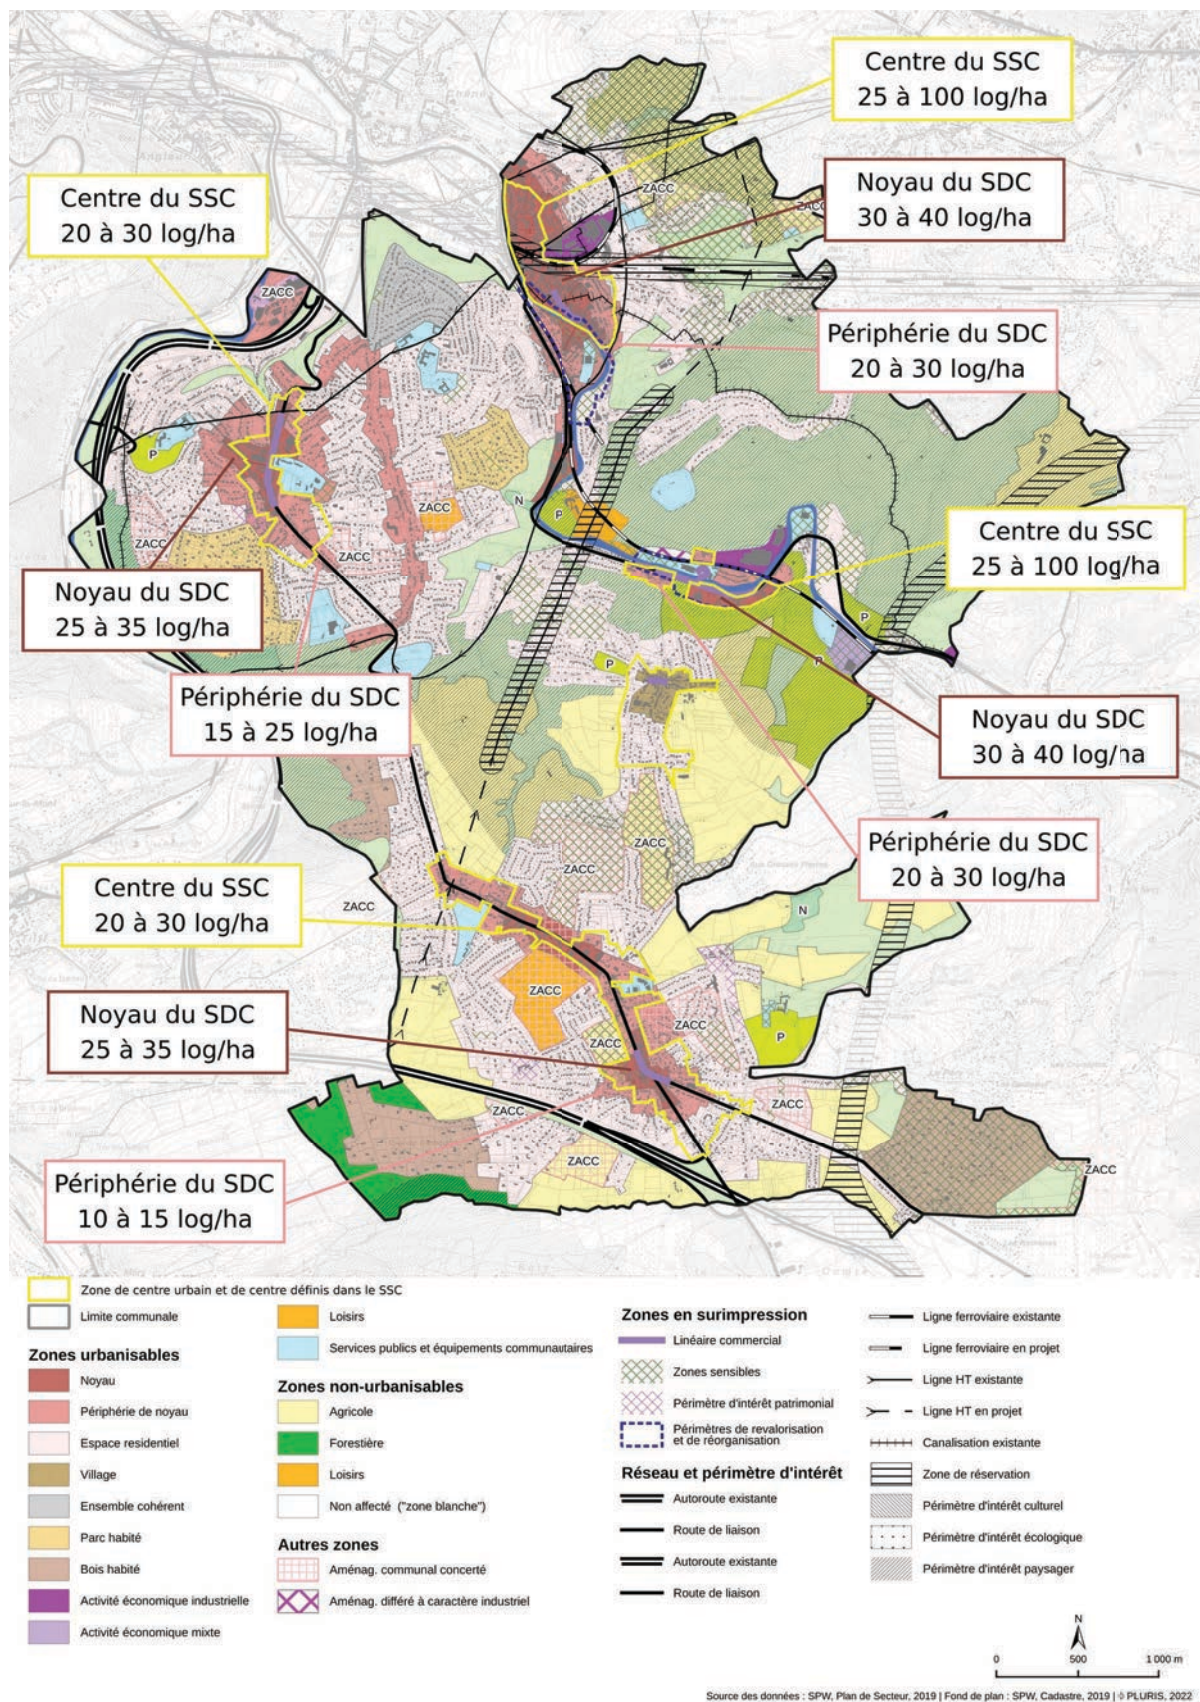 Centre du SSC
25 à 100 log/ha
Noyau du SDC
30 à 40 log/ha
Centre du SSC
20 à 30 log/ha
Périphérie du SDC
20 à 30 log/ha
Centre du SSC
25 à 100 log/ha
Noyau du SDC
25 à 35 log/ha
Périphérie du SDC
15 à 25 log/ha
Noyau du SDC
30 à 40 log/ha
Périphérie du SDC
20 à 30 log/ha
Centre du SSC
20 à 30 log/ha
Noyau du SDC
25 à 35 log/ha
Périphérie du SDC
10 à 15 log/ha
ZACC
ZACC
ZACC
P
ZACC
N
P
ZACC
ZACC
P
P
P
ZACC
ZACC
ZACC
N
ZACC
ZACC
ZACC
P
ZACC
ZACC
ZACC
ZACC
Zone de centre urbain et de centre définis dans le SSC
Limite communale
Zones urbanisables
Noyau
Périphérie de noyau
Espace residentiel
Village
Ensemble cohérent
Parc habité
Bois habité
Activité économique industrielle
Activité économique mixte
Loisirs
Services publics et équipements communautaires
Zones non-urbanisables
Agricole
Forestière
Loisirs
Non affecté ("zone blanche")
Autres zones
Aménag. communal concerté
Aménag. différé à caractère industriel
Zones en surimpression
Linéaire commercial
Zones sensibles
Périmètre d'intérêt patrimonial
Périmètres de revalorisation
et de réorganisation
Réseau et périmètre d'intérêt
Autoroute existante
Route de liaison
Autoroute existante
Route de liaison
Ligne ferroviaire existante
Ligne ferroviaire en projet
Ligne HT existante
Ligne HT en projet
Canalisation existante
Zone de réservation
Périmètre d'intérêt culturel
Périmètre d'intérêt écologique
Périmètre d'intérêt paysager
N
0 500 1 000 m
Source des données : SPW, Plan de Secteur, 2019 | Fond de plan : SPW, Cadastre, 2019 | © PLURIS, 2022